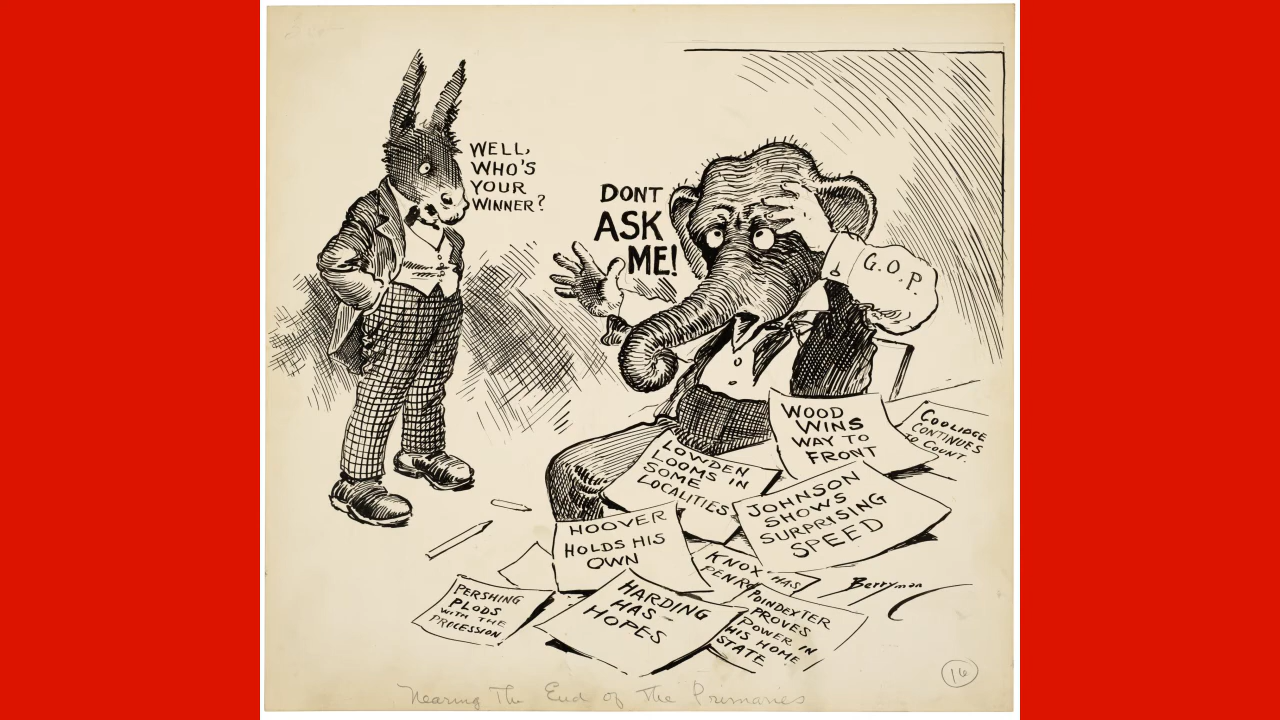 WELL,
WHO'S
YOUR
WINNER?
DONT
ASK
ME!
G.O.P.
WOOD
WINS
WAY TO
FRONT
COOLIDGE
CONTINUES
TO COUNT.
LOWDEN
LOOMS IN
SOME
LOCALITIES
JOHNSON
SHOWS
SURPRISING
SPEED
HOOVER
HOLDS HIS
OWN
KNOX HAS
PENR
PERSHING
PLODS
WITH THE
PROCESSION
HARDING
HAS
HOPES
POINDEXTER
PROVES
POWER IN
HIS HOME
STATE
Berryman
16
Nearing The End of The Primaries